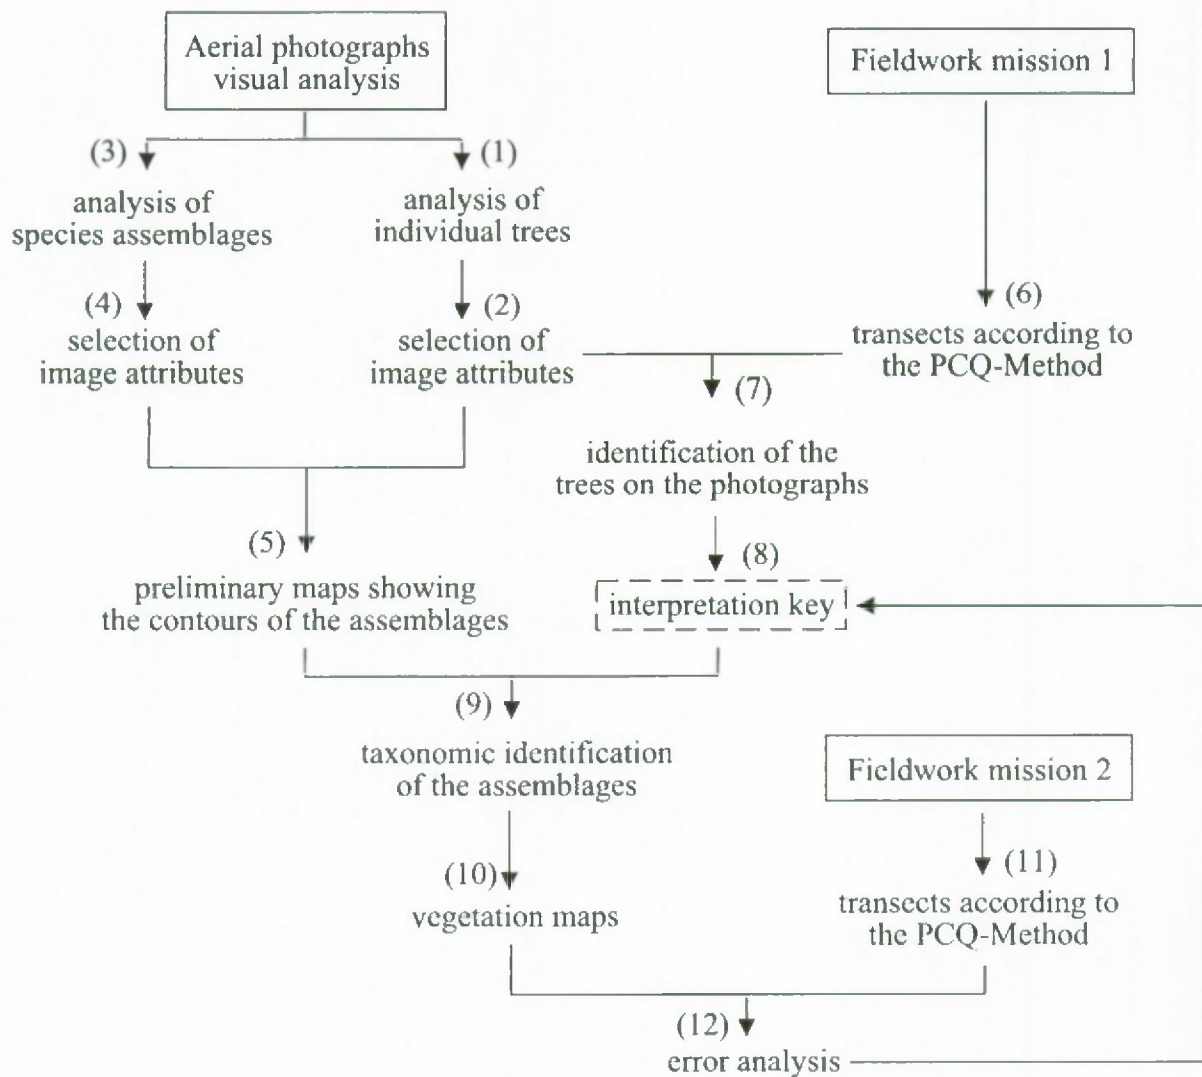 Aerial photographs
visual analysis
Fieldwork mission 1
(3)
(1)
analysis of
species assemblages
analysis of
individual trees
(4)
(2)
(6)
selection of
image attributes
selection of
image attributes
transects according to
the PCQ-Method
(7)
identification of the
trees on the photographs
(5)
(8)
preliminary maps showing
the contours of the assemblages
interpretation key
(9)
taxonomic identification
of the assemblages
Fieldwork mission 2
(10)
(11)
vegetation maps
transects according to
the PCQ-Method
(12)
error analysis